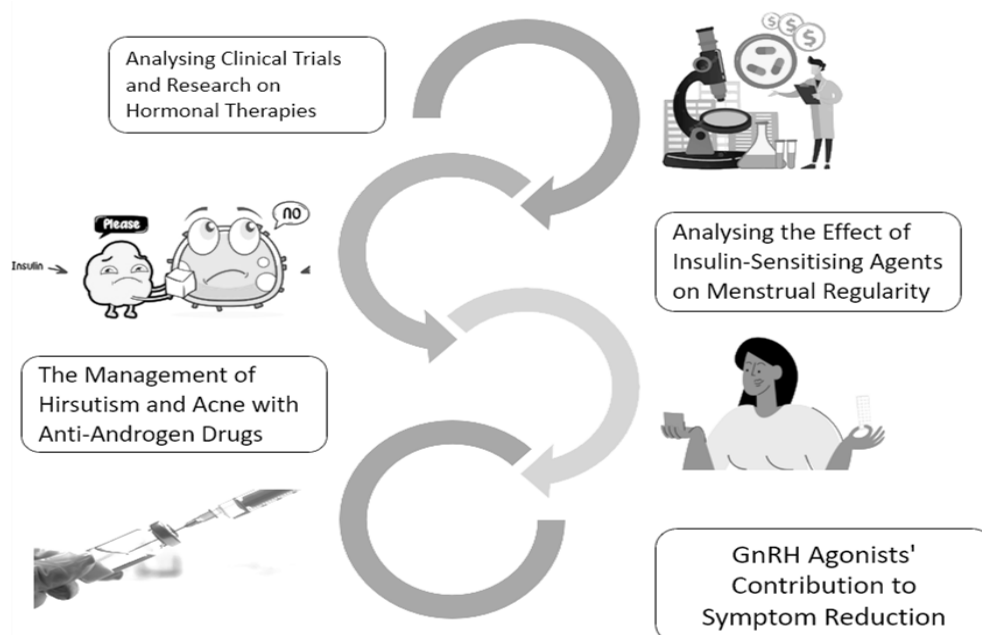 Analysing Clinical Trials
and Research on
Hormonal Therapies
$ $ $
Please
NO
Insulin
Analysing the Effect of
Insulin-Sensitising Agents
on Menstrual Regularity
The Management of
Hirsutism and Acne with
Anti-Androgen Drugs
GnRH Agonists'
Contribution to
Symptom Reduction